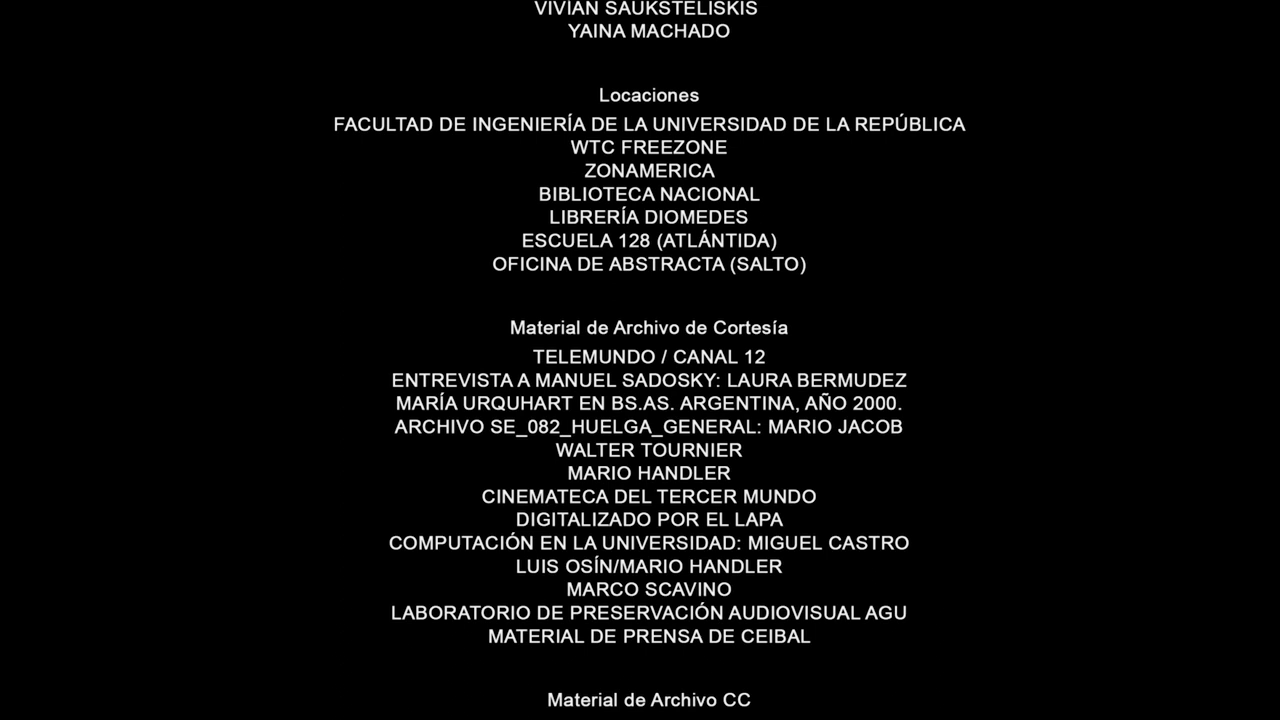 VIVIAN SAUKSTELISKIS
YAINA MACHADO
Locaciones
FACULTAD DE INGENIERÍA DE LA UNIVERSIDAD DE LA REPÚBLICA
WTC FREEZONE
ZONAMERICA
BIBLIOTECA NACIONAL
LIBRERÍA DIOMEDES
ESCUELA 128 (ATLÁNTIDA)
OFICINA DE ABSTRACTA (SALTO)
Material de Archivo de Cortesía
TELEMUNDO / CANAL 12
ENTREVISTA A MANUEL SADOSKY: LAURA BERMUDEZ
MARÍA URQUHART EN BS.AS. ARGENTINA, AÑO 2000.
ARCHIVO SE_082_HUELGA_GENERAL: MARIO JACOB
WALTER TOURNIER
MARIO HANDLER
CINEMATECA DEL TERCER MUNDO
DIGITALIZADO POR EL LAPA
COMPUTACIÓN EN LA UNIVERSIDAD: MIGUEL CASTRO
LUIS OSÍN/MARIO HANDLER
MARCO SCAVINO
LABORATORIO DE PRESERVACIÓN AUDIOVISUAL AGU
MATERIAL DE PRENSA DE CEIBAL
Material de Archivo CC